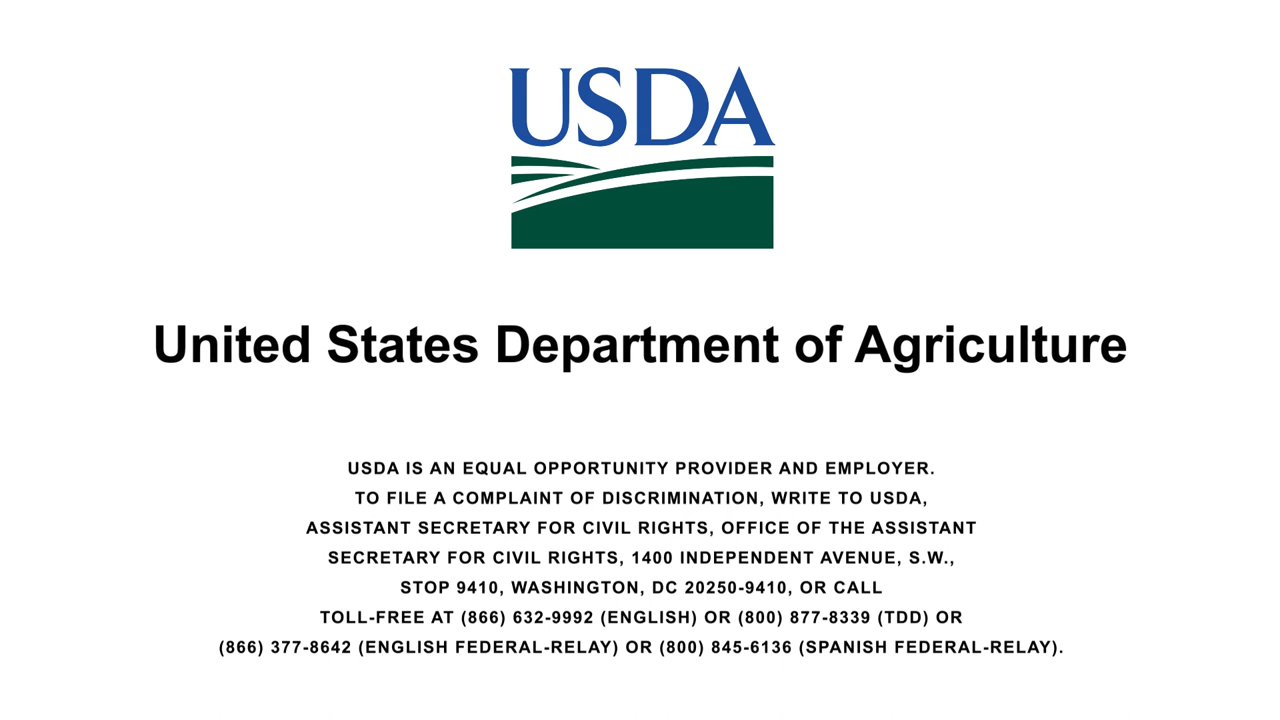 USDA
United States Department of Agriculture
USDA IS AN EQUAL OPPORTUNITY PROVIDER AND EMPLOYER.
TO FILE A COMPLAINT OF DISCRIMINATION, WRITE TO USDA,
ASSISTANT SECRETARY FOR CIVIL RIGHTS, OFFICE OF THE ASSISTANT
SECRETARY FOR CIVIL RIGHTS, 1400 INDEPENDENT AVENUE, S.W.,
STOP 9410, WASHINGTON, DC 20250-9410, OR CALL
TOLL-FREE AT (866) 632-9992 (ENGLISH) OR (800) 877-8339 (TDD) OR
(866) 377-8642 (ENGLISH FEDERAL-RELAY) OR (800) 845-6136 (SPANISH FEDERAL-RELAY).